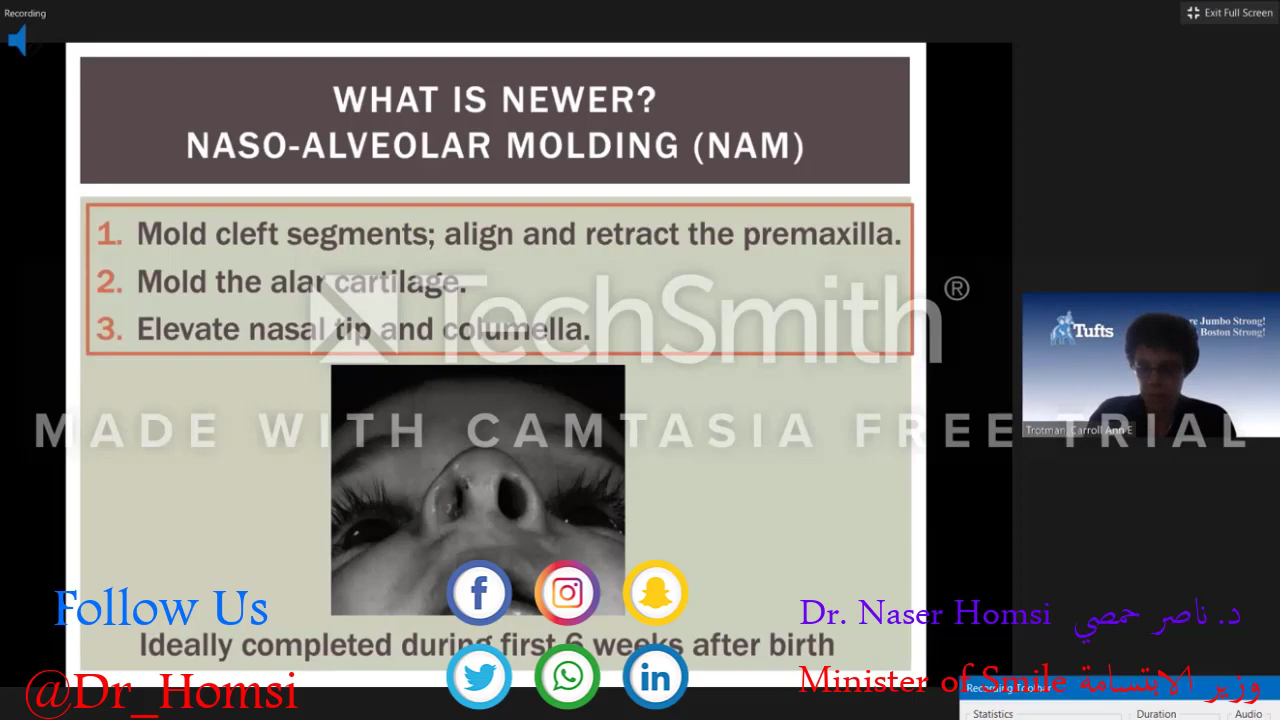 Recording
Exit Full Screen
WHAT IS NEWER?
NASO-ALVEOLAR MOLDING (NAM)
1. Mold cleft segments; align and retract the premaxilla.
2. Mold the alar cartilage.
3. Elevate nasal tip and columella.
TechSmith®
MADE WITH CAMTASIA FREE TRIAL
Tufts
re Jumbo Strong!
Boston Strong!
Trotman, Carroll Ann E
f
in
Follow Us
Dr. Naser Homsi د. ناصر حمصي
Ideally completed during first 6 weeks after birth
@Dr_Homsi
Minister of Smile وزير الابتسامة
Recording Toolbar
Statistics
Duration
Audio